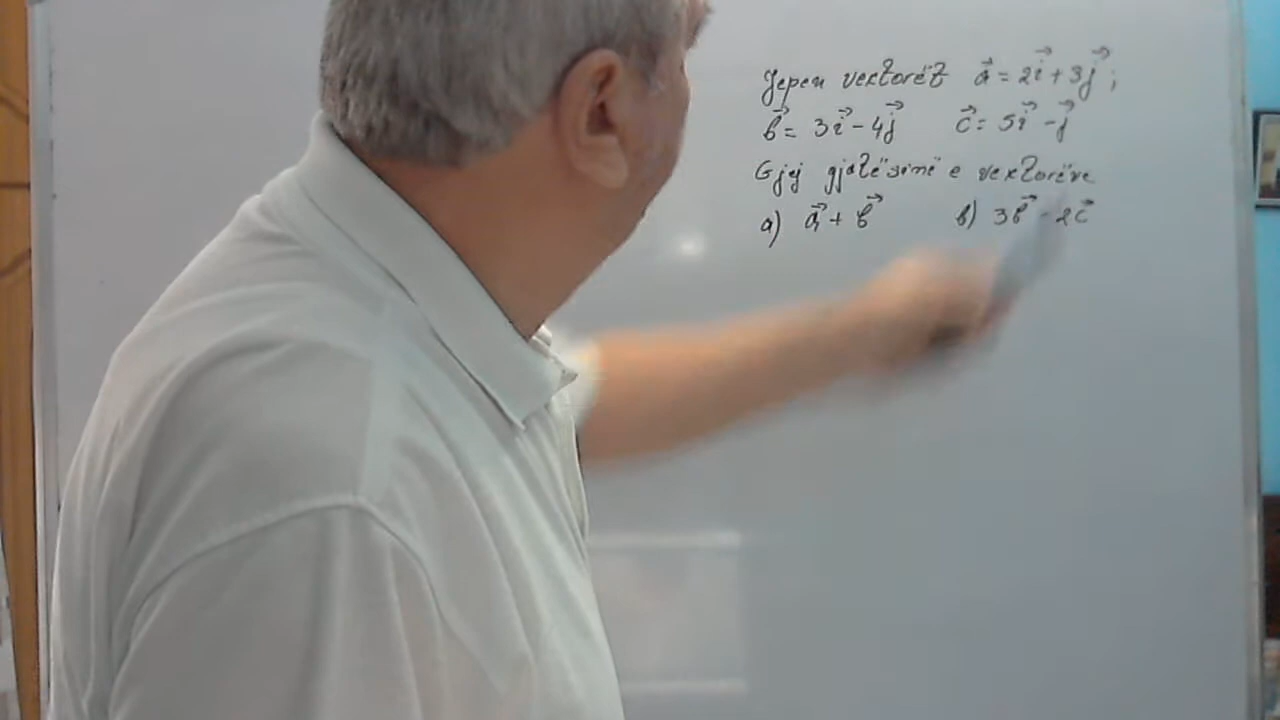 Jepen vektorët a⃗ = 2i⃗ + 3j⃗ ;
b⃗ = 3i⃗ - 4j⃗ c⃗ = 5i⃗ - j⃗
Gjej gjatësinë e vektorëve
a) a⃗ + b⃗ b) 3b⃗ - 2c⃗